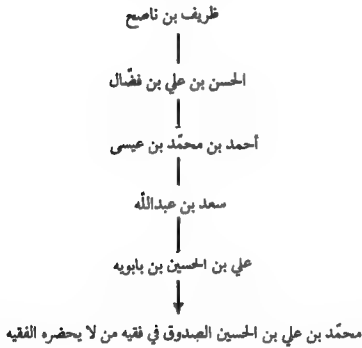 ظريف بن ناصح
الحسن بن علي بن فضّال
أحمد بن محمّد بن عيسى
سعد بن عبداللّه
علي بن الحسين بن بابويه
محمّد بن علي بن الحسين الصدوق في فقيه من لا يحضره الفقيه